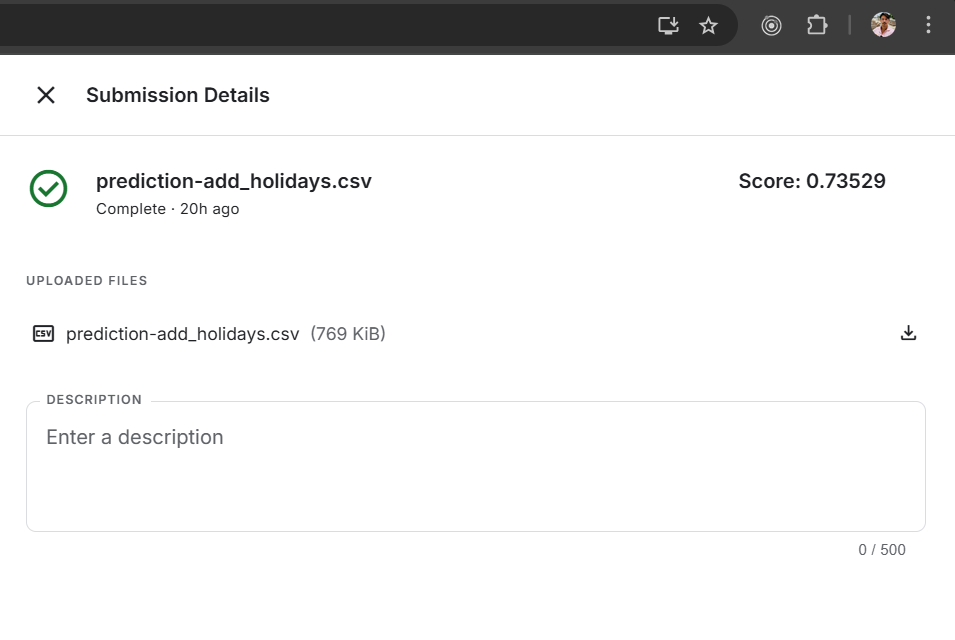 Submission Details
prediction-add_holidays.csv
Score: 0.73529
Complete · 20h ago
UPLOADED FILES
CSV prediction-add_holidays.csv (769 KiB)
DESCRIPTION
Enter a description
0 / 500